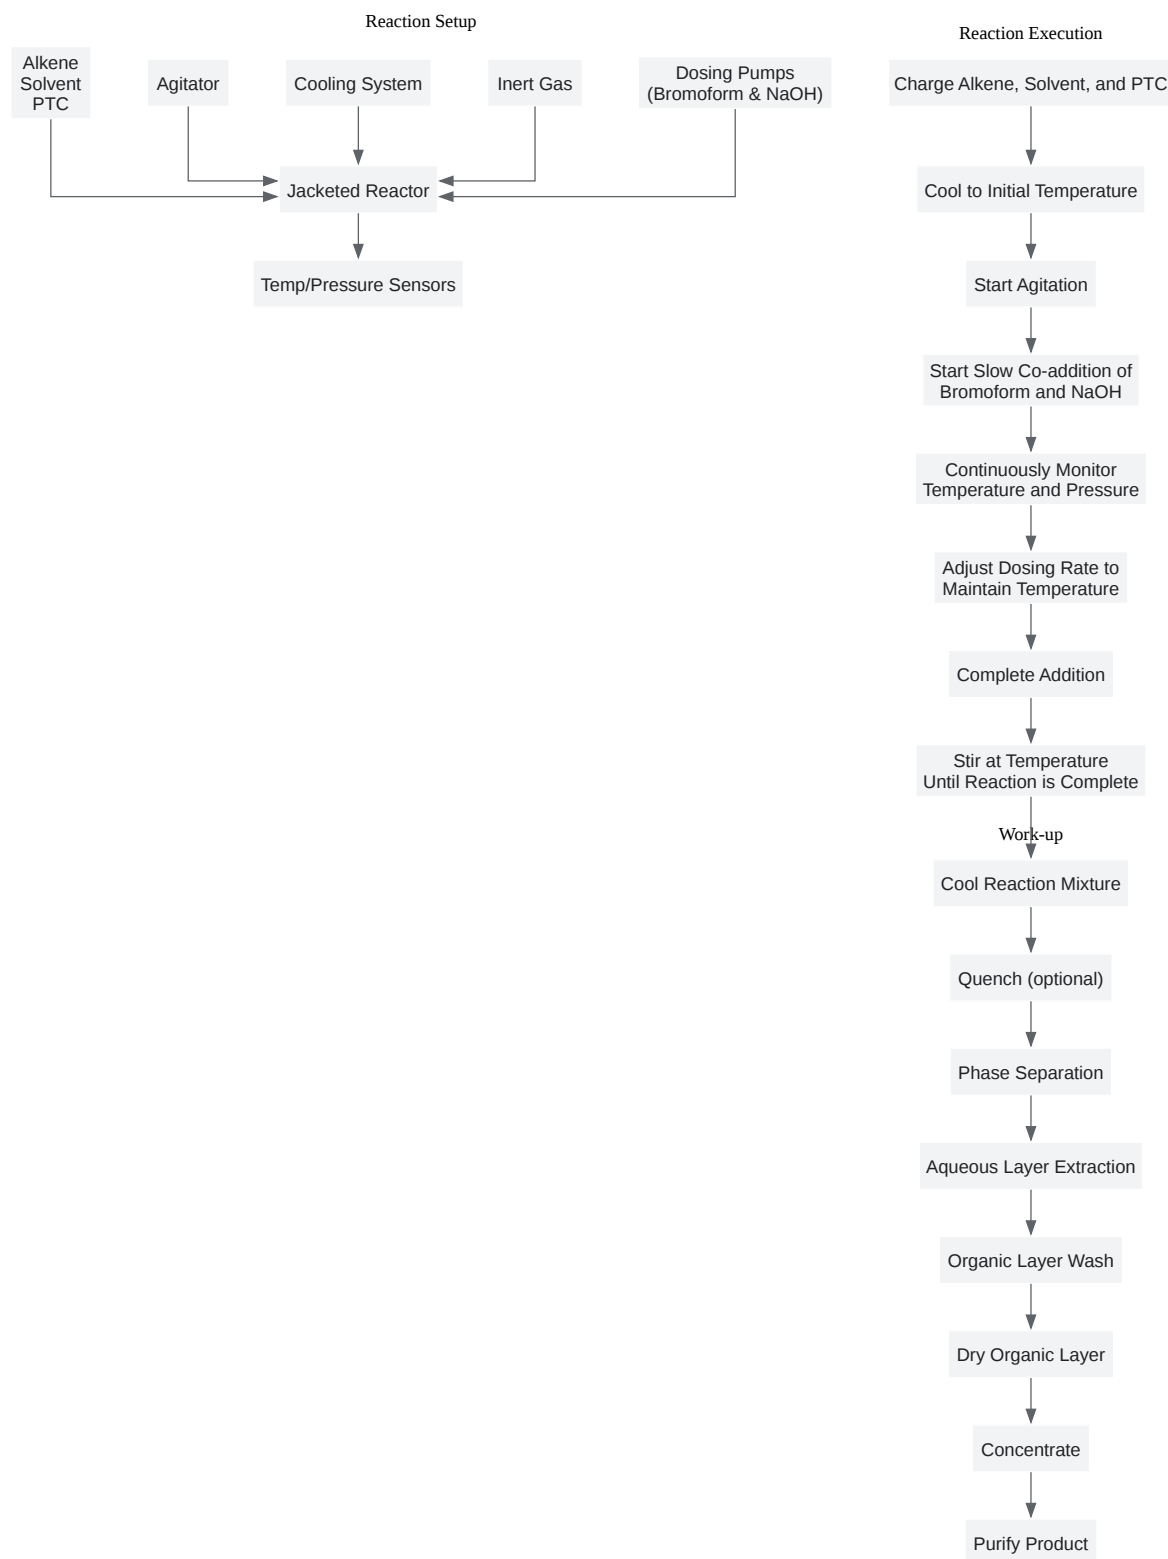 Reaction Setup
Alkene
Solvent
PTC
Agitator
Cooling System
Inert Gas
Dosing Pumps
(Bromoform & NaOH)
Jacketed Reactor
Temp/Pressure Sensors
Reaction Execution
Charge Alkene, Solvent, and PTC
Cool to Initial Temperature
Start Agitation
Start Slow Co-addition of
Bromoform and NaOH
Continuously Monitor
Temperature and Pressure
Adjust Dosing Rate to
Maintain Temperature
Complete Addition
Stir at Temperature
Until Reaction is Complete
Work-up
Cool Reaction Mixture
Quench (optional)
Phase Separation
Aqueous Layer Extraction
Organic Layer Wash
Dry Organic Layer
Concentrate
Purify Product